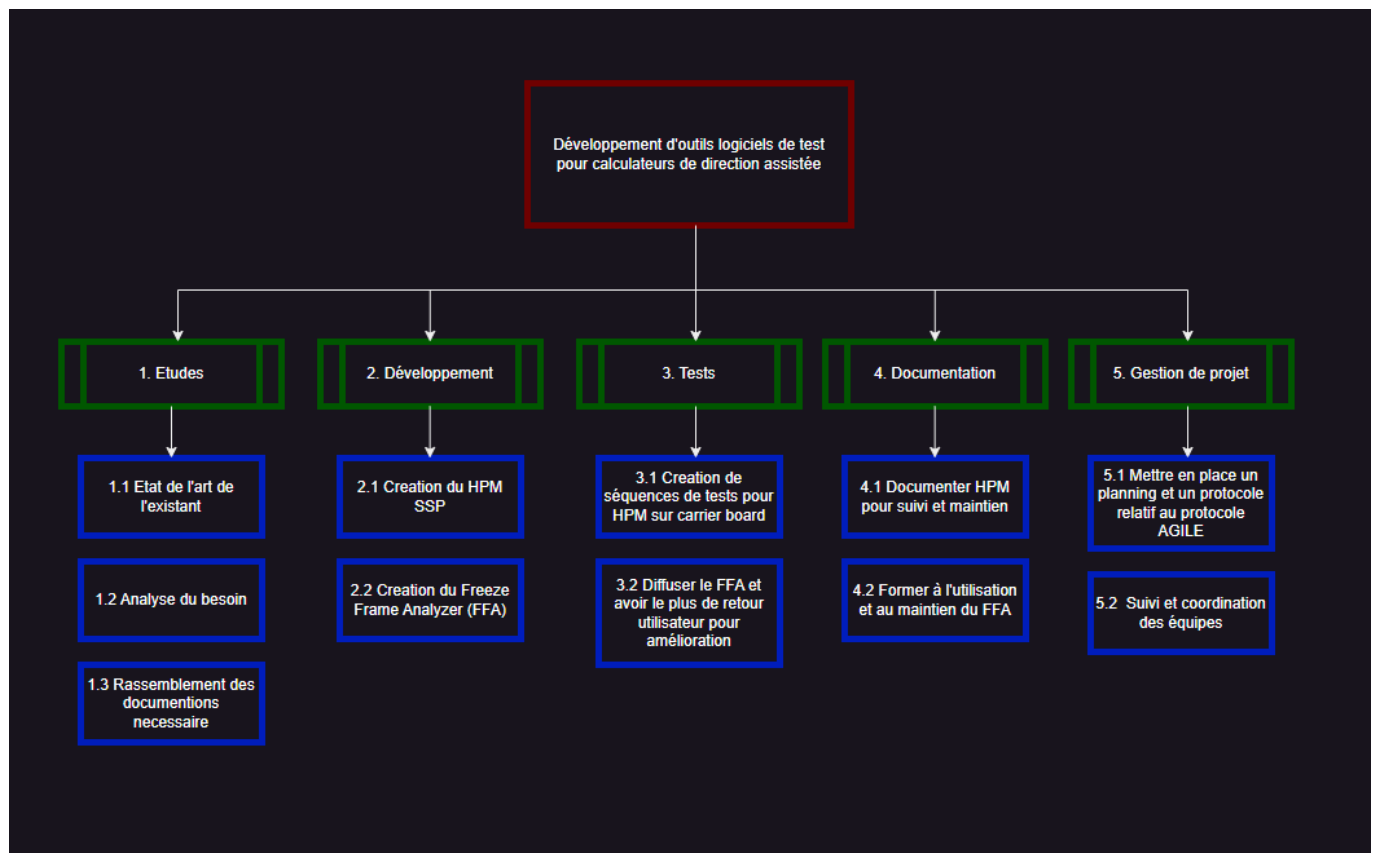 Développement d'outils logiciels de test
pour calculateurs de direction assistée
1. Etudes
2. Développement
3. Tests
4. Documentation
5. Gestion de projet
1.1 Etat de l'art de
l'existant
1.2 Analyse du besoin
1.3 Rassemblement des
documentions
necessaire
2.1 Creation du HPM
SSP
2.2 Creation du Freeze
Frame Analyzer (FFA)
3.1 Creation de
séquences de tests pour
HPM sur carrier board
3.2 Diffuser le FFA et
avoir le plus de retour
utilisateur pour
amélioration
4.1 Documenter HPM
pour suivi et maintien
4.2 Former à l'utilisation
et au maintien du FFA
5.1 Mettre en place un
planning et un protocole
relatif au protocole
AGILE
5.2 Suivi et coordination
des équipes